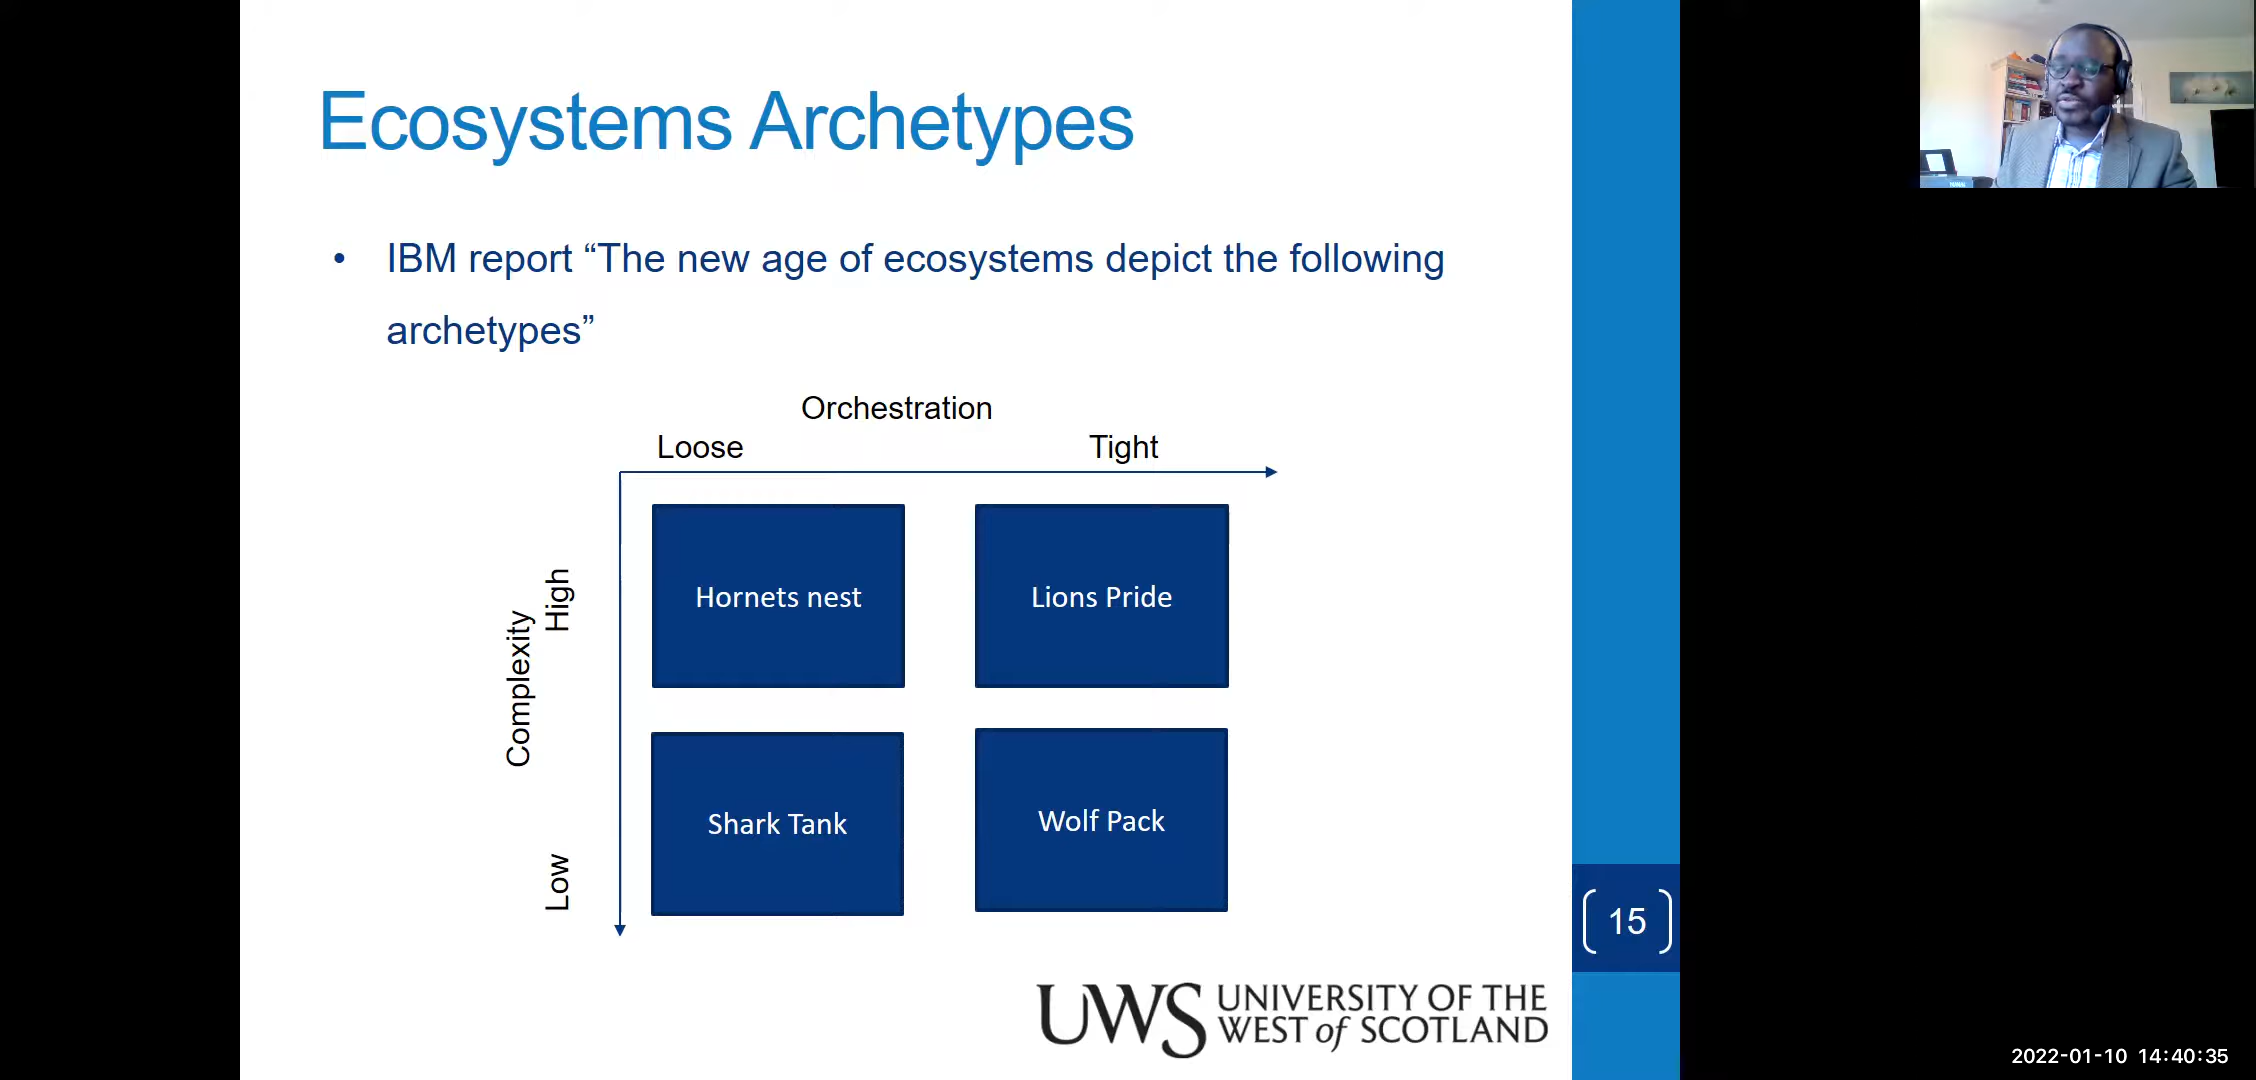 Ecosystems Archetypes
• IBM report “The new age of ecosystems depict the following
archetypes”
Orchestration
Loose
Tight
Complexity
High
Low
Hornets nest
Lions Pride
Shark Tank
Wolf Pack
15
UWS
UNIVERSITY OF THE
WEST of SCOTLAND
2022-01-10 14:40:35